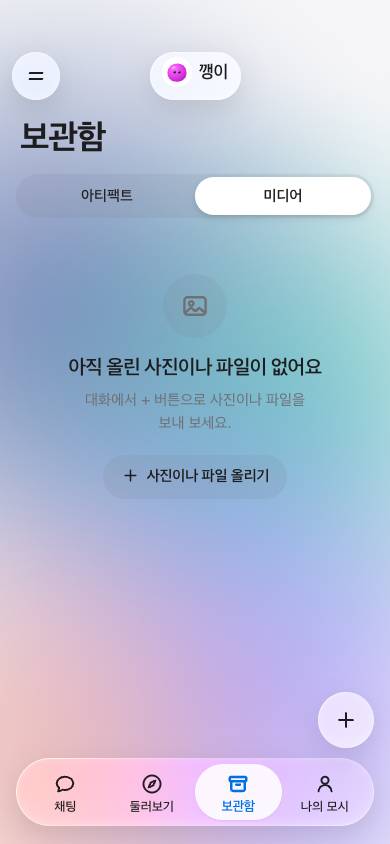 깽이
보관함
아티팩트
미디어
아직 올린 사진이나 파일이 없어요
대화에서 + 버튼으로 사진이나 파일을
보내 보세요.
+ 사진이나 파일 올리기
채팅
둘러보기
보관함
나의 모시